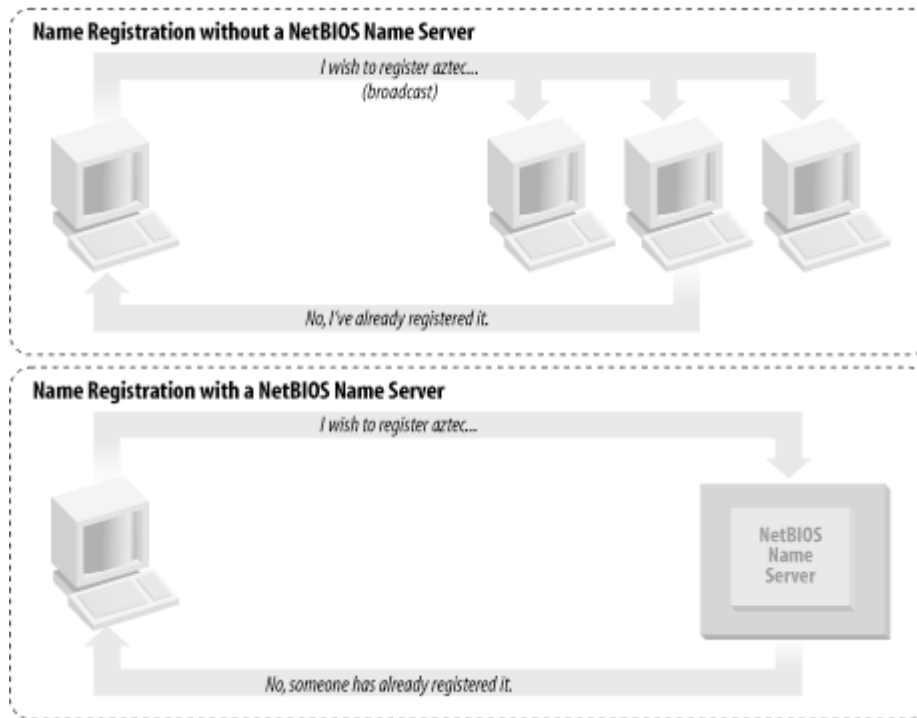 Name Registration without a NetBIOS Name Server
I wish to register aztec...
(broadcast)
No, I've already registered it.
Name Registration with a NetBIOS Name Server
I wish to register aztec...
NetBIOS
Name
Server
No, someone has already registered it.